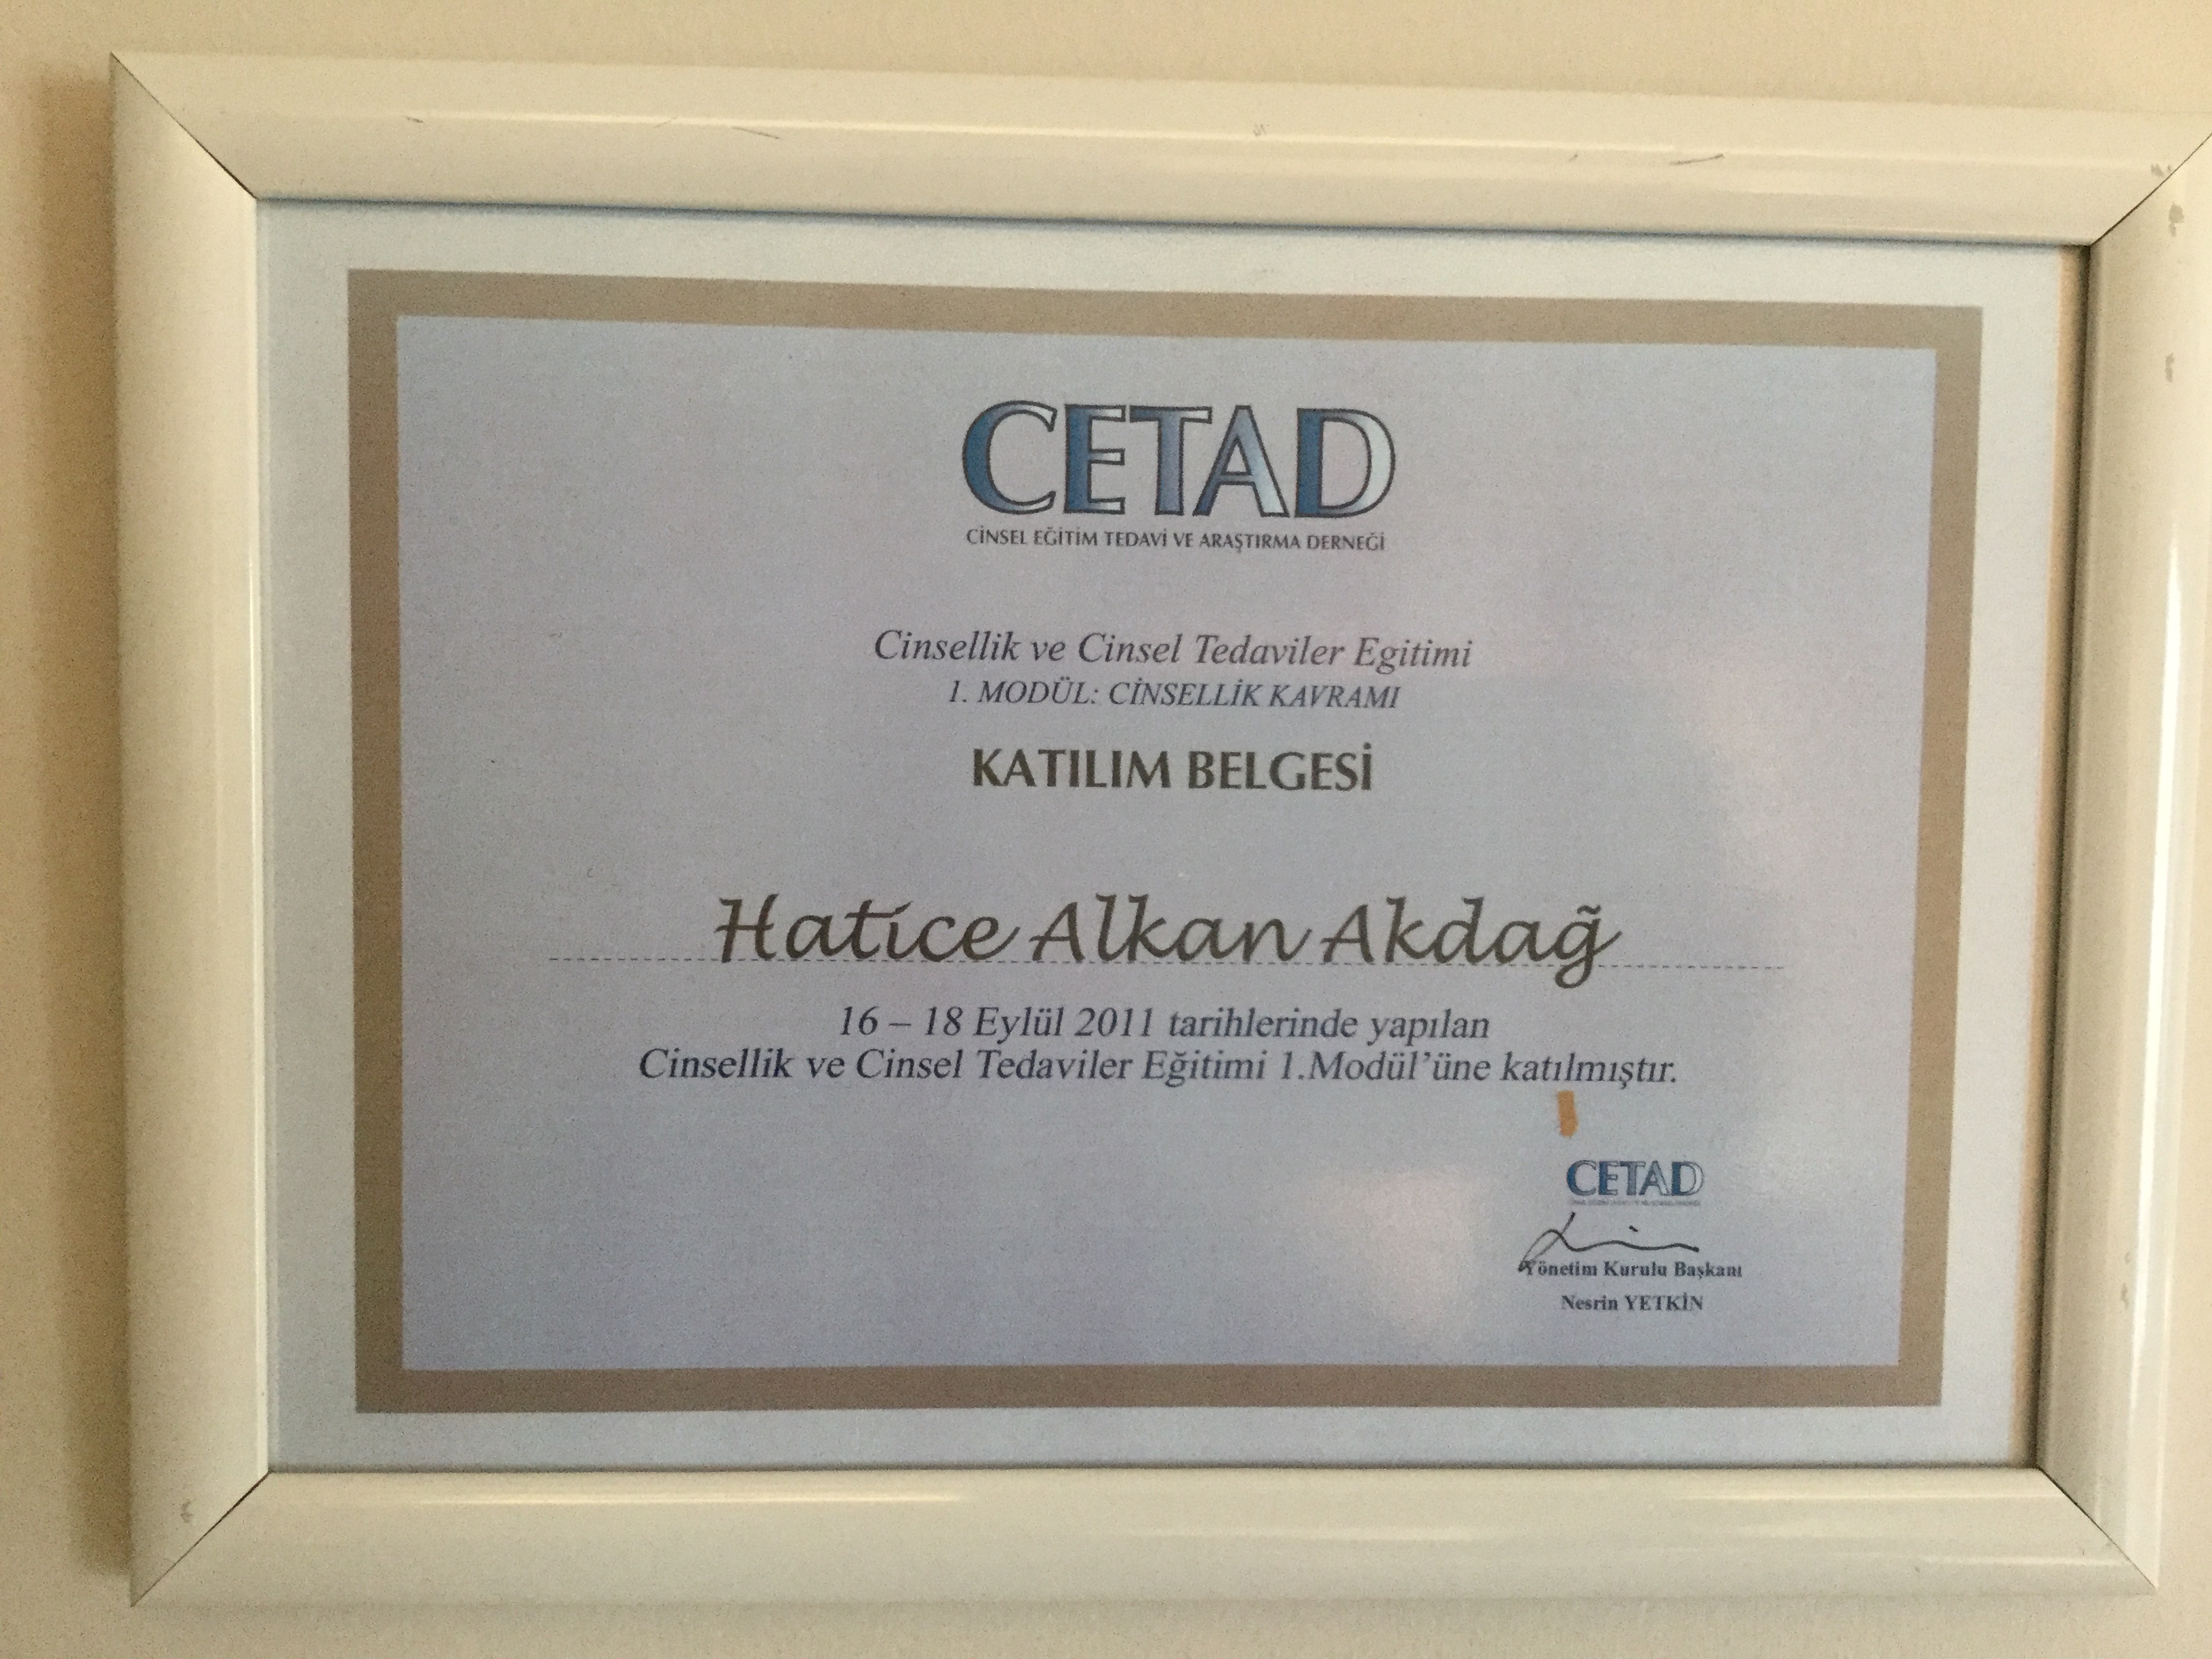 CETAD
CİNSEL EĞİTİM TEDAVİ VE ARAŞTIRMA DERNEĞİ
Cinsellik ve Cinsel Tedaviler Egitimi
1. MODÜL: CİNSELLİK KAVRAMI
KATILIM BELGESİ
Hatice Alkan Akdağ
16 – 18 Eylül 2011 tarihlerinde yapılan
Cinsellik ve Cinsel Tedaviler Eğitimi 1.Modül’üne katılmıştır.
CETAD
Yönetim Kurulu Başkanı
Nesrin YETKİN